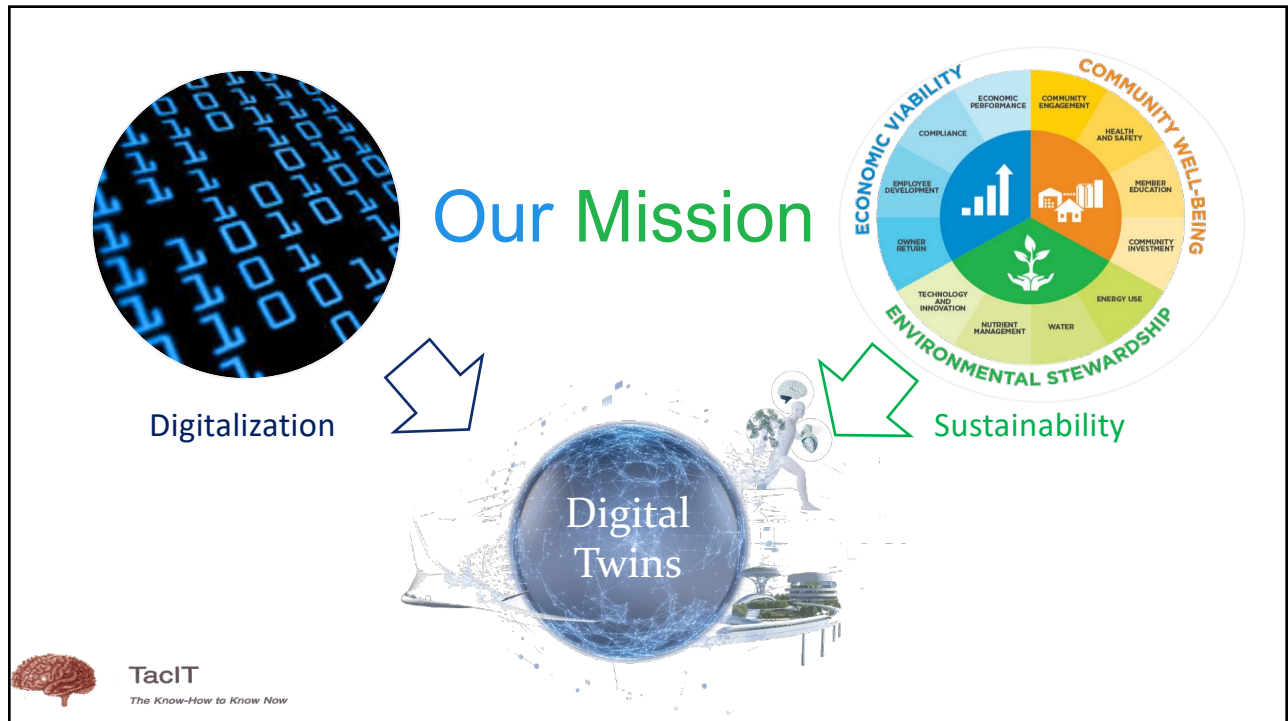 Our Mission
Digitalization
ECONOMIC VIABILITY
COMMUNITY WELL-BEING
ENVIRONMENTAL STEWARDSHIP
ECONOMIC
PERFORMANCE
COMPLIANCE
EMPLOYEE
DEVELOPMENT
OWNER
RETURN
COMMUNITY
ENGAGEMENT
HEALTH
AND SAFETY
MEMBER
EDUCATION
COMMUNITY
INVESTMENT
ENERGY USE
WATER
NUTRIENT
MANAGEMENT
TECHNOLOGY
AND
INNOVATION
Sustainability
Digital
Twins
TacIT
The Know-How to Know Now